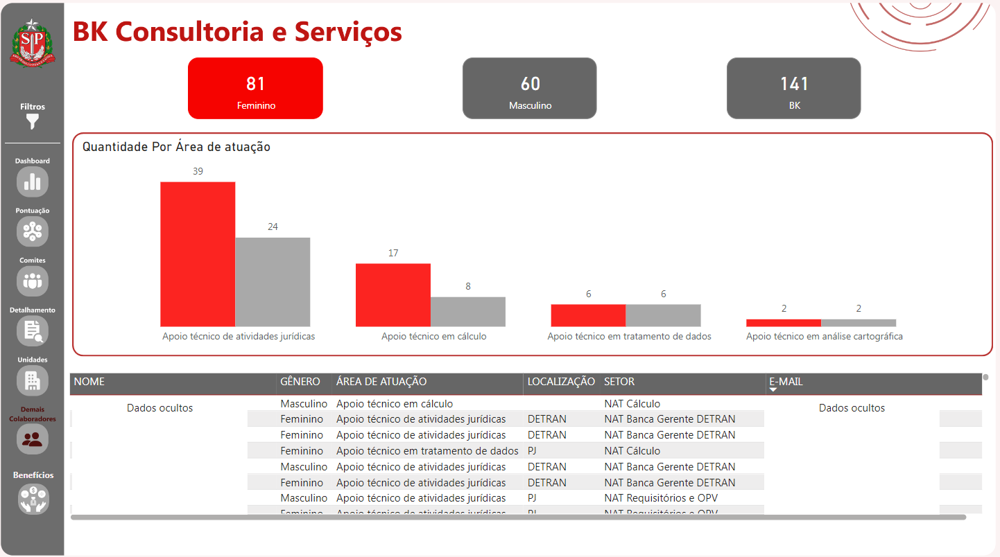 BK Consultoria e Serviços
SP
Filtros
Dashboard
Pontuação
Comites
Detalhamento
Unidades
Demais
Colaboradores
Benefícios
81
Feminino
60
Masculino
141
BK
Quantidade Por Área de atuação
39
24
17
8
6
6
2
2
Apoio técnico de atividades jurídicas
Apoio técnico em cálculo
Apoio técnico em tratamento de dados
Apoio técnico em análise cartográfica
NOME GÊNERO ÁREA DE ATUAÇÃO LOCALIZAÇÃO SETOR E-MAIL
Dados ocultos
Dados ocultos
Masculino Apoio técnico em cálculo NAT Cálculo
Feminino Apoio técnico de atividades jurídicas DETRAN NAT Banca Gerente DETRAN
Feminino Apoio técnico de atividades jurídicas DETRAN NAT Banca Gerente DETRAN
Feminino Apoio técnico em tratamento de dados PJ NAT Cálculo
Masculino Apoio técnico de atividades jurídicas DETRAN NAT Banca Gerente DETRAN
Feminino Apoio técnico de atividades jurídicas DETRAN NAT Banca Gerente DETRAN
Masculino Apoio técnico de atividades jurídicas PJ NAT Requisitórios e OPV
Feminino Apoio técnico de atividades jurídicas PJ NAT Requisitórios e OPV